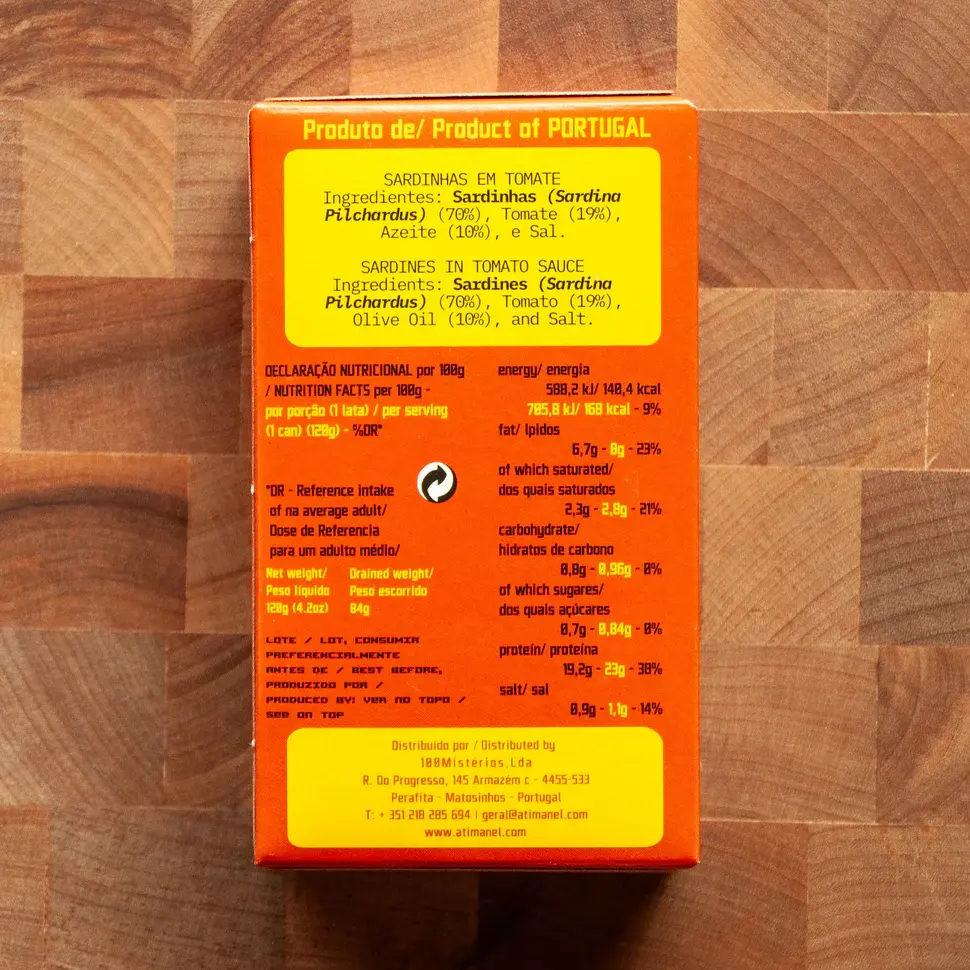 Produto de/ Product of PORTUGAL
SARDINHAS EM TOMATE
Ingredientes: Sardinhas (Sardina
Pilchardus) (70%), Tomate (19%),
Azeite (10%), e Sal.
SARDINES IN TOMATO SAUCE
Ingredients: Sardines (Sardina
Pilchardus) (70%), Tomato (19%),
Olive Oil (10%), and Salt.
DECLARAÇÃO NUTRICIONAL por 100g
/ NUTRITION FACTS per 100g -
por porção (1 lata) / per serving
(1 can) (120g) - %DR*
*DR - Reference intake
of na average adult/
Dose de Referencia
para um adulto médio/
Net weight/ Drained weight/
Peso líquido Peso escorrido
120g (4.2oz) 84g
LOTE / LOT, CONSUMIR
PREFERENCIALMENTE
ANTES DE / BEST BEFORE,
PRODUZIDO POR /
PRODUCED BY: VER NO TOPO /
SEE ON TOP
energy/ energia
588,2 kJ/ 140,4 kcal
705,8 kJ/ 168 kcal - 9%
fat/ lpidos
6,7g - 8g - 23%
of which saturated/
dos quais saturados
2,3g - 2,8g - 21%
carbohydrate/
hidratos de carbono
0,8g - 0,96g - 0%
of which sugares/
dos quais açúcares
0,7g - 0,84g - 0%
protein/ proteína
19,2g - 23g - 38%
salt/ sal
0,9g - 1,1g - 14%
Distribuído por / Distributed by
100Mistérios,Lda
R. Do Progresso, 145 Armazém c - 4455-533
Perafita - Matosinhos - Portugal
T: + 351 218 285 694 | geral@atimanel.com
www.atimanel.com